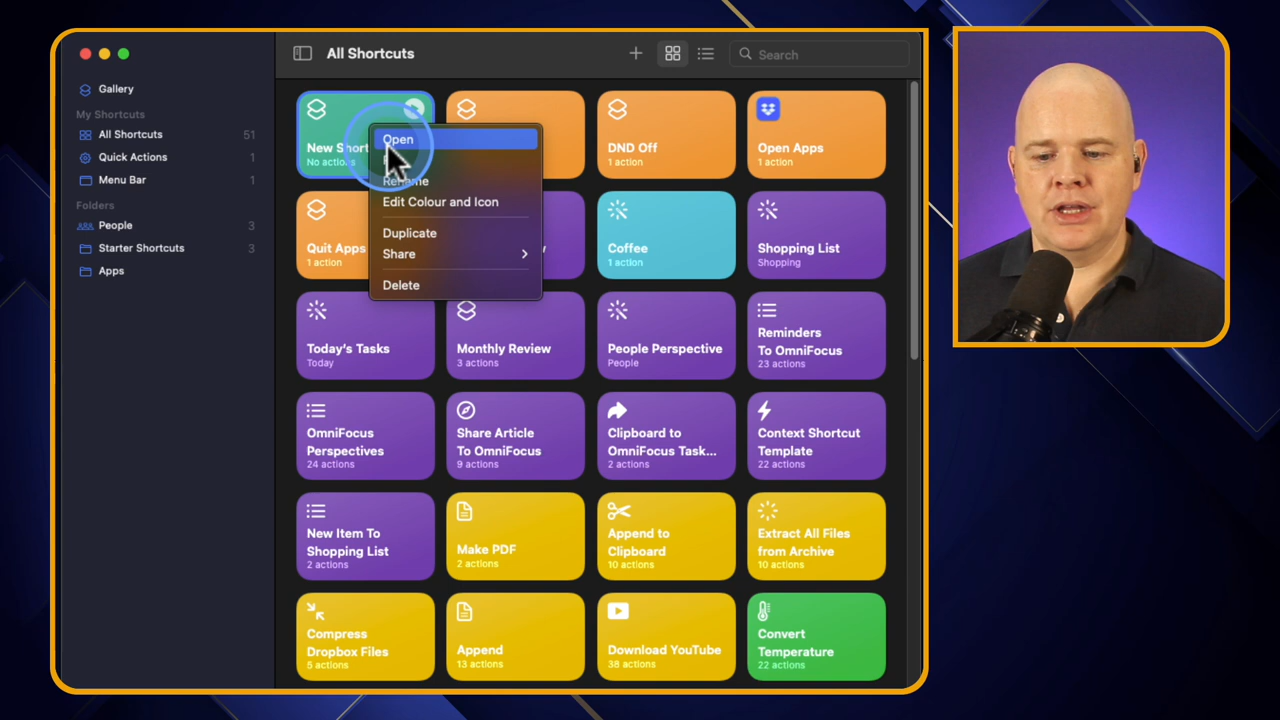 All Shortcuts
Search
Gallery
My Shortcuts
All Shortcuts 51
Quick Actions 1
Menu Bar 1
Folders
People 3
Starter Shortcuts 3
Apps
New Short
No actions
DND Off
1 action
Open Apps
1 action
Open
Rename
Edit Colour and Icon
Duplicate
Share
Delete
Quit Apps
1 action
Coffee
1 action
Shopping List
Shopping
Today's Tasks
Today
Monthly Review
3 actions
People Perspective
People
Reminders
To OmniFocus
23 actions
OmniFocus
Perspectives
24 actions
Share Article
To OmniFocus
9 actions
Clipboard to
OmniFocus Task...
2 actions
Context Shortcut
Template
22 actions
New Item To
Shopping List
2 actions
Make PDF
2 actions
Append to
Clipboard
10 actions
Extract All Files
from Archive
10 actions
Compress
Dropbox Files
5 actions
Append
13 actions
Download YouTube
38 actions
Convert
Temperature
22 actions